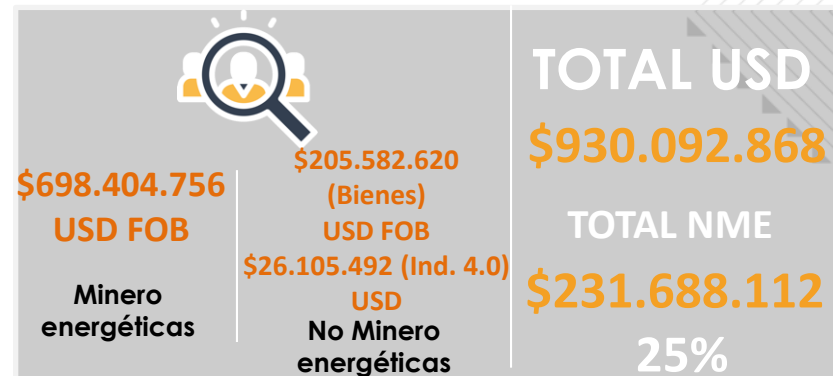 $698.404.756
USD FOB
Minero
energéticas
$205.582.620
(Bienes)
USD FOB
$26.105.492 (Ind. 4.0)
USD
No Minero
energéticas
TOTAL USD
$930.092.868
TOTAL NME
$231.688.112
25%